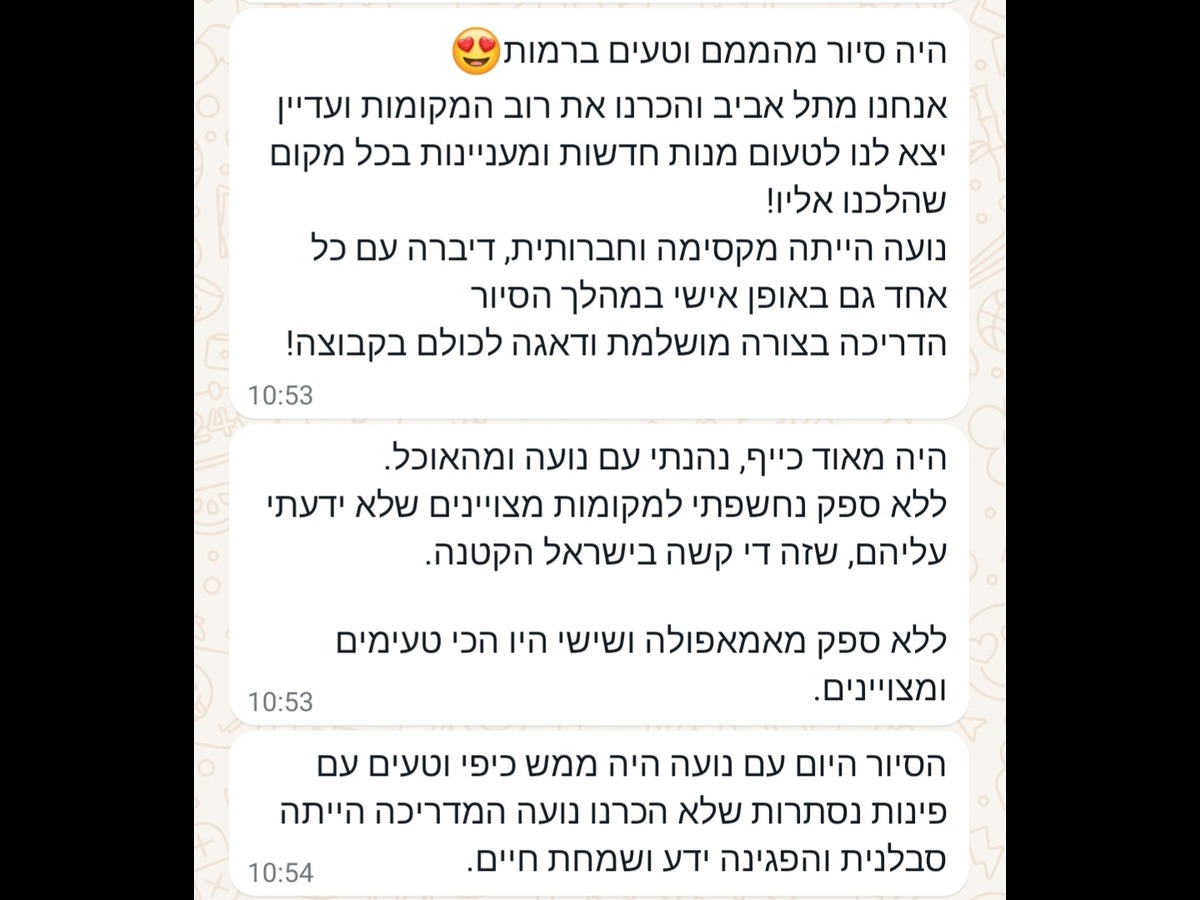 היה סיור מהממם וטעים ברמות😍
אנחנו מתל אביב והכרנו את רוב המקומות ועדיין
יצא לנו לטעום מנות חדשות ומעניינות בכל מקום
שהלכנו אליו!
נועה הייתה מקסימה וחברותית, דיברה עם כל
אחד גם באופן אישי במהלך הסיור
הדריכה בצורה מושלמת ודאגה לכולם בקבוצה!
10:53
היה מאוד כייף, נהנתי עם נועה ומהאוכל.
ללא ספק נחשפתי למקומות מצויינים שלא ידעתי
עליהם, שזה די קשה בישראל הקטנה.
ללא ספק מאמאפולה ושישי היו הכי טעימים
ומצויינים.
10:53
הסיור היום עם נועה היה ממש כיפי וטעים עם
פינות נסתרות שלא הכרנו נועה המדריכה הייתה
סבלנית והפגינה ידע ושמחת חיים.
10:54